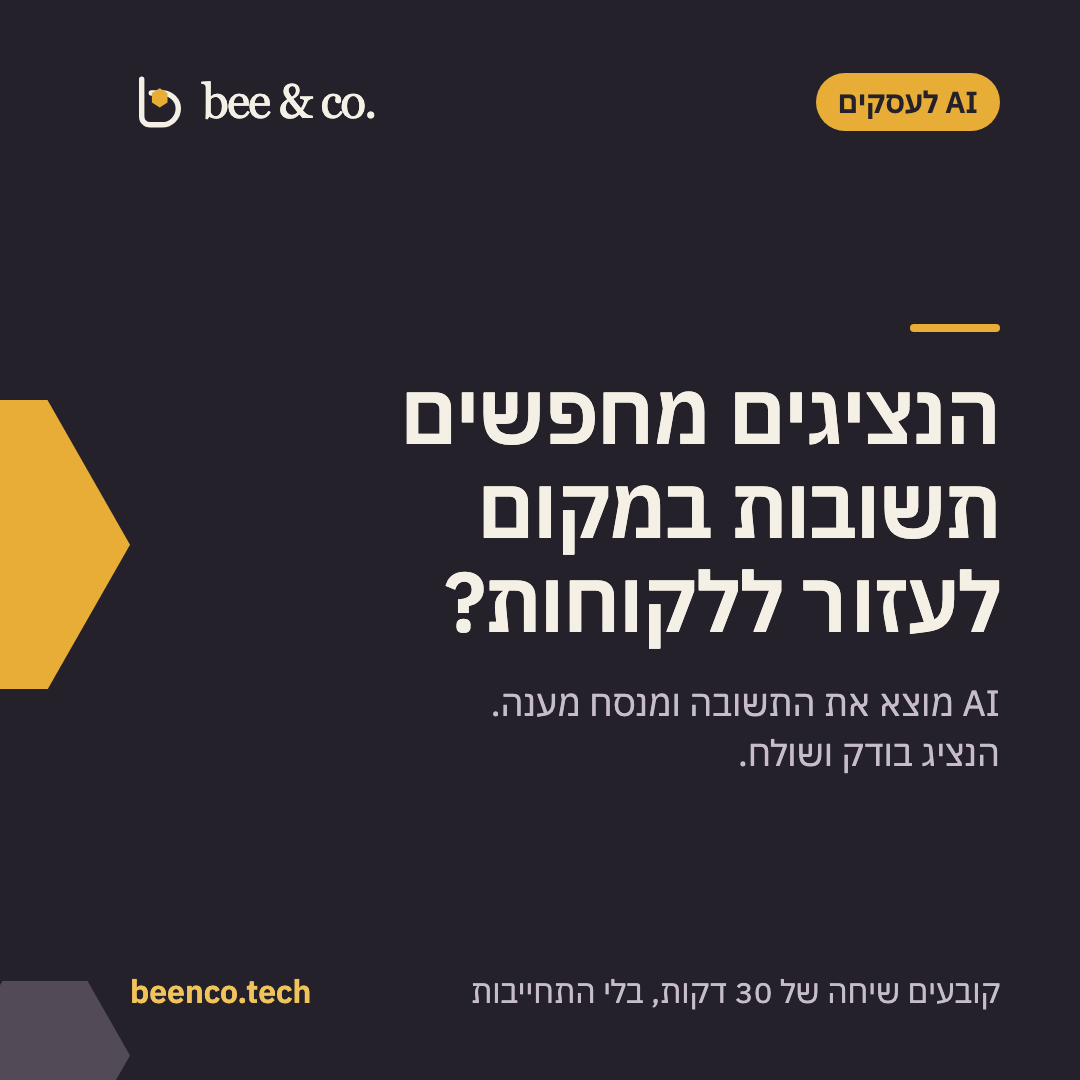 bee & co.
AI לעסקים
הנציגים מחפשים
תשובות במקום
לעזור ללקוחות?
AI מוצא את התשובה ומנסח מענה.
הנציג בודק ושולח.
קובעים שיחה של 30 דקות, בלי התחייבות
beenco.tech